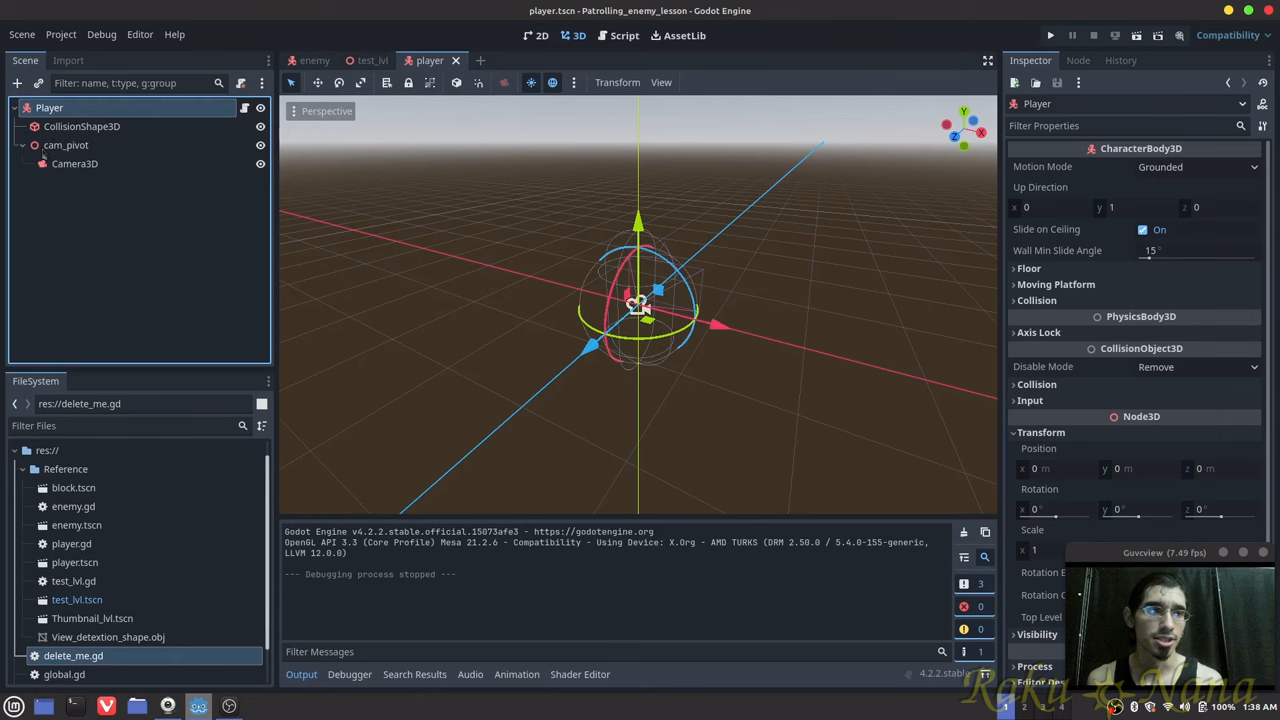 player.tscn - Patrolling_enemy_lesson - Godot Engine
Scene Project Debug Editor Help
2D 3D Script AssetLib
Compatibility
Scene Import
Filter: name, t:type, g:group
Player
CollisionShape3D
cam_pivot
Camera3D
enemy test_lvl player
Transform View
Perspective
Y
X
Z
Inspector Node History
Player
Filter Properties
CharacterBody3D
Motion Mode Grounded
Up Direction
x 0 y 1 z 0
Slide on Ceiling On
Wall Min Slide Angle 15 °
Floor
Moving Platform
Collision
PhysicsBody3D
Axis Lock
CollisionObject3D
Disable Mode Remove
Collision
Input
Node3D
Transform
Position
x 0 m y 0 m z 0 m
Rotation
x 0° y 0° z 0°
Scale
x 1
Rotation E
Rotation O
Top Level
Visibility
Process
Editor Des
FileSystem
res://delete_me.gd
Filter Files
res://
Reference
block.tscn
enemy.gd
enemy.tscn
player.gd
player.tscn
test_lvl.gd
test_lvl.tscn
Thumbnail_lvl.tscn
View_detextion_shape.obj
delete_me.gd
global.gd
Godot Engine v4.2.2.stable.official.15073afe3 - https://godotengine.org
OpenGL API 3.3 (Core Profile) Mesa 21.2.6 - Compatibility - Using Device: X.Org - AMD TURKS (DRM 2.50.0 / 5.4.0-155-generic,
LLVM 12.0.0)
--- Debugging process stopped ---
3
0
0
1
Filter Messages
Output Debugger Search Results Audio Animation Shader Editor
4.2.2.stable
Guvcview (7.49 fps)
Kaku Nana
1 2 3 4
100% 1:38 AM